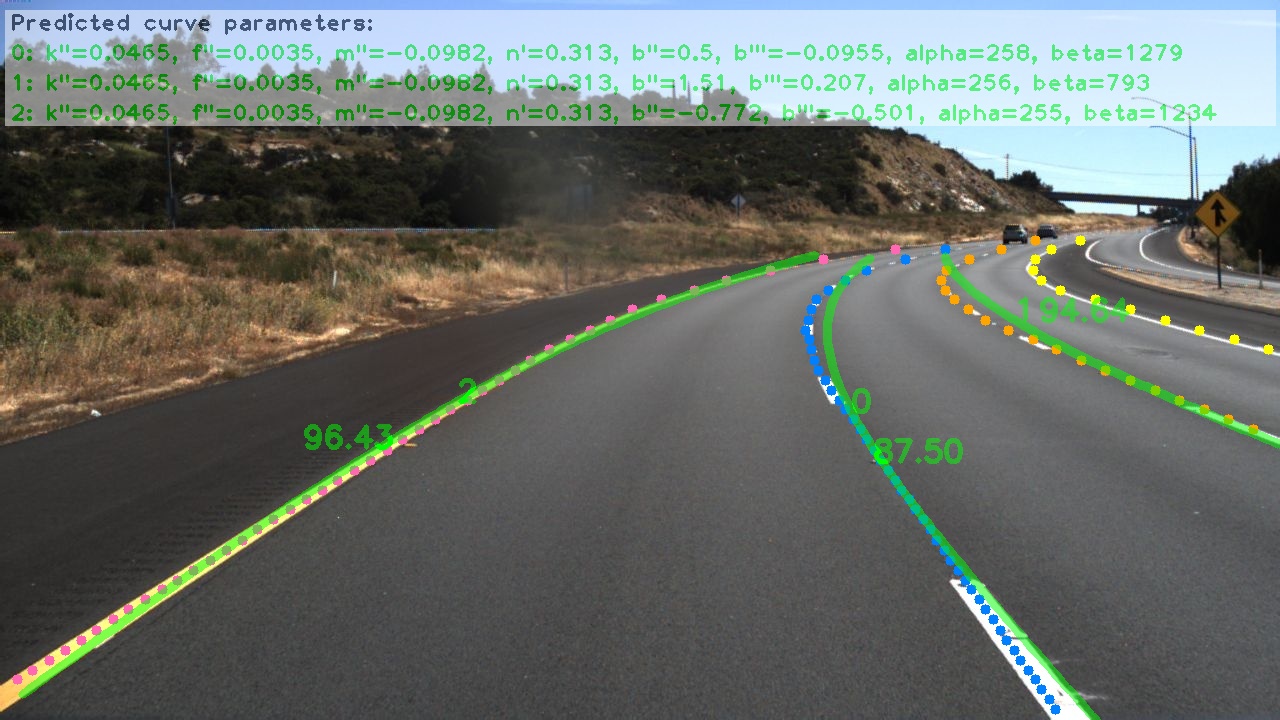 Predicted curve parameters:
0: k''=0.0465, f''=0.0035, m''=−0.0982, n'=0.313, b''=0.5, b'''=−0.0955, alpha=258, beta=1279
1: k''=0.0465, f''=0.0035, m''=−0.0982, n'=0.313, b''=1.51, b'''=0.207, alpha=256, beta=793
2: k''=0.0465, f''=0.0035, m''=−0.0982, n'=0.313, b''=−0.772, b'''=−0.501, alpha=255, beta=1234
1 94.64
2
0
96.43
87.50